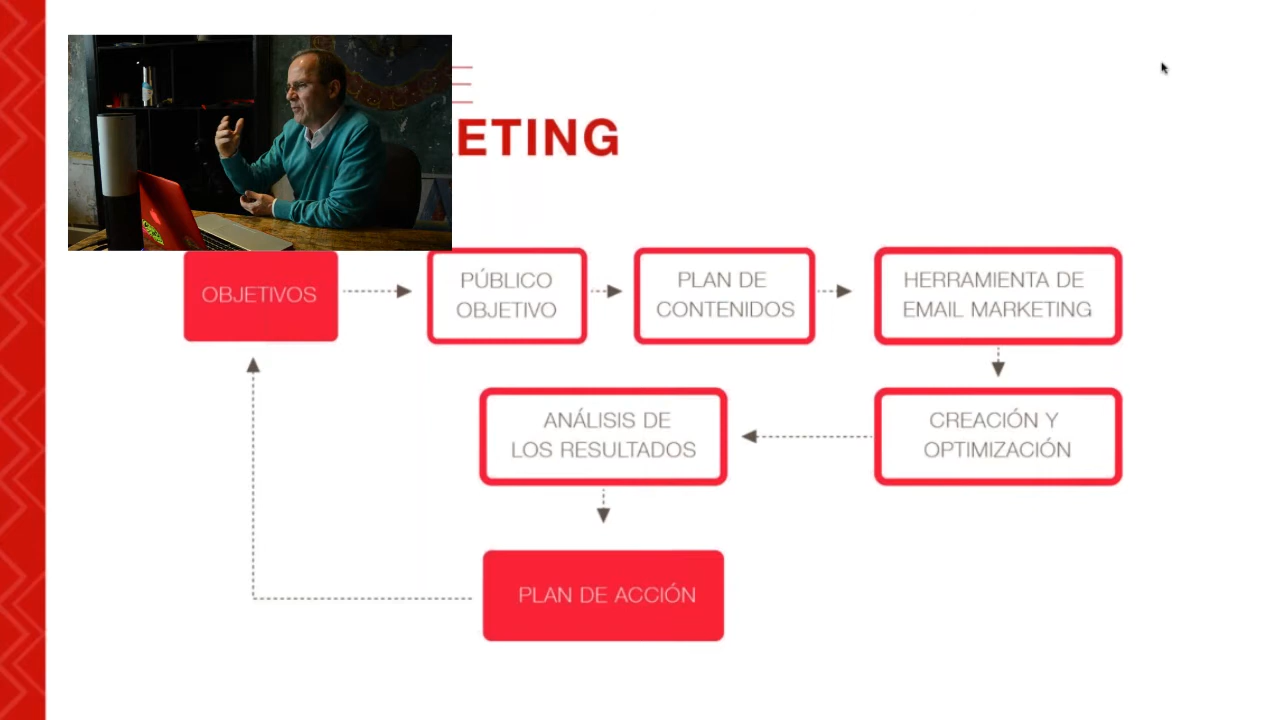 ETING
OBJETIVOS
PÚBLICO
OBJETIVO
PLAN DE
CONTENIDOS
HERRAMIENTA DE
EMAIL MARKETING
ANÁLISIS DE
LOS RESULTADOS
CREACIÓN Y
OPTIMIZACIÓN
PLAN DE ACCIÓN